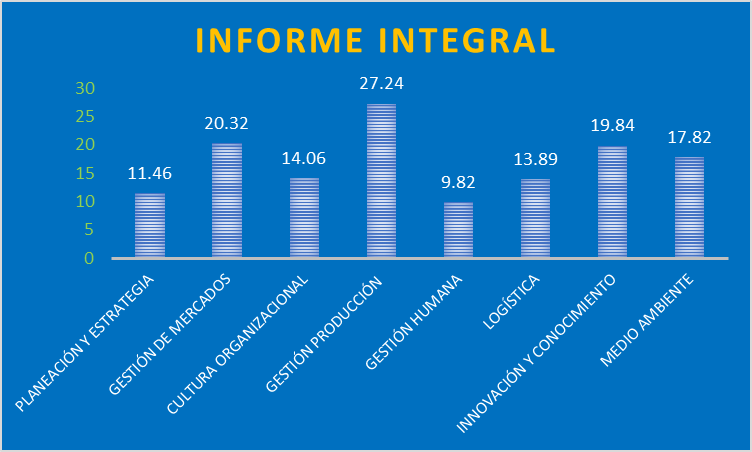 INFORME INTEGRAL
30
25
20
15
10
5
0
11.46
20.32
14.06
27.24
9.82
13.89
19.84
17.82
PLANEACIÓN Y ESTRATEGIA
GESTIÓN DE MERCADOS
CULTURA ORGANIZACIONAL
GESTIÓN PRODUCCIÓN
GESTIÓN HUMANA
LOGÍSTICA
INNOVACIÓN Y CONOCIMIENTO
MEDIO AMBIENTE